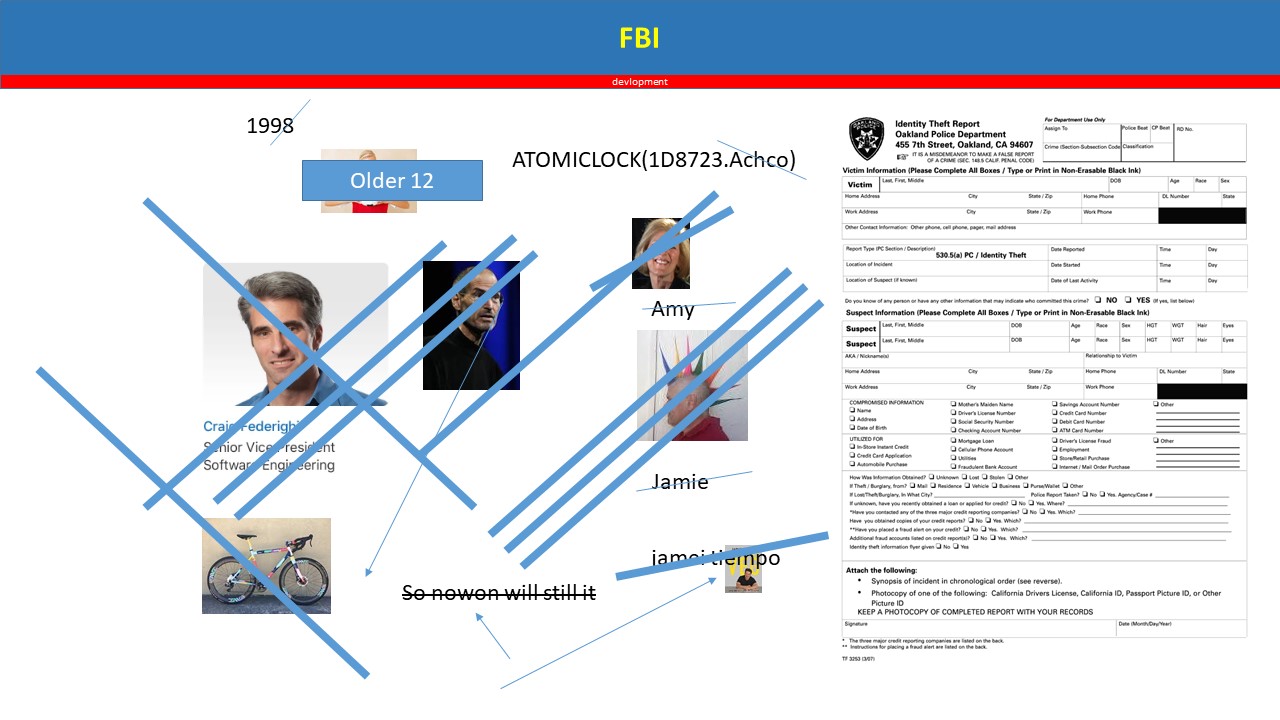 FBI
devlopment
1998
Older 12
ATOMICLOCK(1D8723.Achco)
Amy
Craig Federighi
Senior Vice President
Software Engineering
Jamie
jamei tiempo
So nowon will still it
Identity Theft Report
Oakland Police Department
455 7th Street, Oakland, CA 94607
IT IS A MISDEMEANOR TO MAKE A FALSE REPORT
OF A CRIME (SEC. 148.5 CALIF. PENAL CODE)
For Department Use Only
Assign To Police Beat CP Beat RD No.
Crime (Section-Subsection Code) Classification
Victim Information (Please Complete All Boxes / Type or Print in Non-Erasable Black Ink)
Victim Last, First, Middle DOB Age Race Sex
Home Address City State / Zip Home Phone DL Number State
Work Address City State / Zip Work Phone
Other Contact Information: Other phone, cell phone, pager, mail address
Report Type (PC Section / Description) Date Reported Time Day
530.5(a) PC / Identity Theft
Location of Incident Date Started Time Day
Location of Suspect (if known) Date of Last Activity Time Day
Do you know of any person or have any other information that may indicate who committed this crime? ☐ NO ☐ YES (If yes, list below)
Suspect Information (Please Complete All Boxes / Type or Print in Non-Erasable Black Ink)
Suspect Last, First, Middle DOB Age Race Sex HGT WGT Hair Eyes
Suspect Last, First, Middle DOB Age Race Sex HGT WGT Hair Eyes
AKA / Nickname(s) Relationship to Victim
Home Address City State / Zip Home Phone DL Number State
Work Address City State / Zip Work Phone
COMPROMISED INFORMATION ☐ Mother's Maiden Name ☐ Savings Account Number ☐ Other
☐ Name ☐ Driver's License Number ☐ Credit Card Number
☐ Address ☐ Social Security Number ☐ Debit Card Number
☐ Date of Birth ☐ Checking Account Number ☐ ATM Card Number
UTILIZED FOR ☐ Mortgage Loan ☐ Driver's License Fraud ☐ Other
☐ In-Store Instant Credit ☐ Cellular Phone Account ☐ Employment
☐ Credit Card Application ☐ Utilities ☐ Store/Retail Purchase
☐ Automobile Purchase ☐ Fraudulent Bank Account ☐ Internet / Mail Order Purchase
How Was Information Obtained? ☐ Unknown ☐ Lost ☐ Stolen ☐ Other
If Theft / Burglary, from? ☐ Mail ☐ Residence ☐ Vehicle ☐ Business ☐ Purse/Wallet ☐ Other
If Lost/Theft/Burglary, In What City? Police Report Taken? ☐ No ☐ Yes. Agency/Case #
If unknown, have you recently obtained a loan or applied for credit? ☐ No ☐ Yes. Where?
*Have you contacted any of the three major credit reporting companies? ☐ No ☐ Yes. Which?
Have you obtained copies of your credit reports? ☐ No ☐ Yes. Which?
**Have you placed a fraud alert on your credit? ☐ No ☐ Yes. Which?
Additional fraud accounts listed on credit report(s)? ☐ No ☐ Yes. Which?
Identity theft information flyer given ☐ No ☐ Yes
Attach the following:
• Synopsis of incident in chronological order (see reverse).
• Photocopy of one of the following: California Drivers License, California ID, Passport Picture ID, or Other
Picture ID
KEEP A PHOTOCOPY OF COMPLETED REPORT WITH YOUR RECORDS
Signature Date (Month/Day/Year)
* The three major credit reporting companies are listed on the back.
** Instructions for placing a fraud alert are listed on the back.
TF 3253 (3/07)